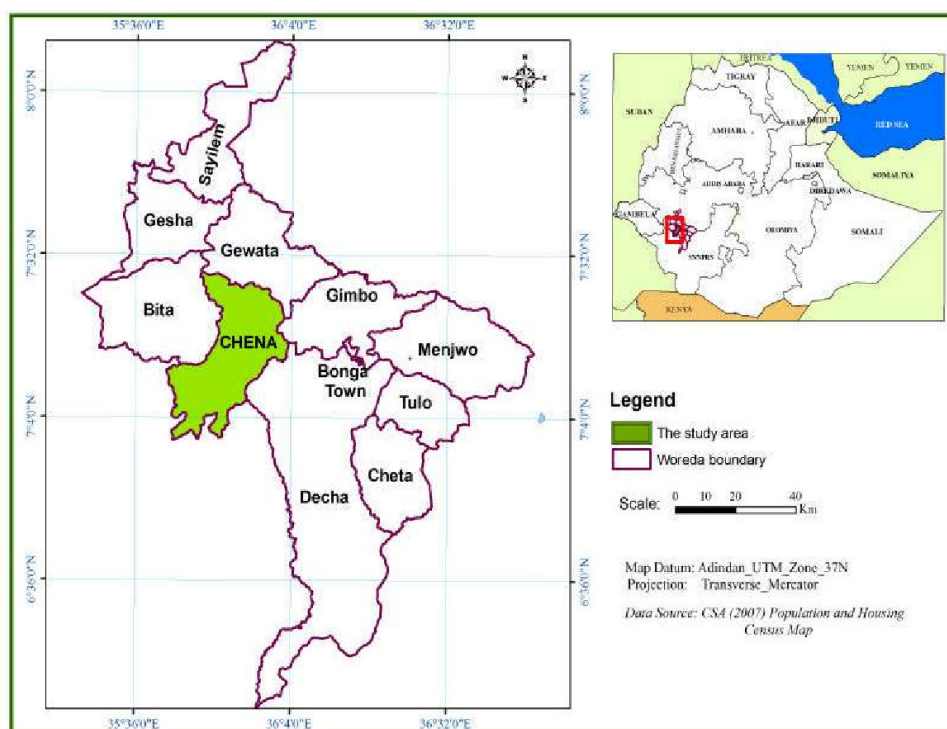 35°36'0"E 36°4'0"E 36°32'0"E
8°0'0"N
7°32'0"N
7°4'0"N
6°36'0"N
8°0'0"N
7°32'0"N
7°4'0"N
6°36'0"N
35°36'0"E 36°4'0"E 36°32'0"E
N
E
S
Sayilem
Gesha
Gewata
Bita
Gimbo
CHENA
Menjwo
Bonga
Town
Tulo
Cheta
Decha
ERITREA
YEMEN
TIGRAY
SUDAN
AFAR
RED SEA
AMHARA
HARARI
SOMALIYA
ADDIS ABABA
DIREDAWA
GAMBELA
OROMIYA
SOMALI
SNNPRS
KENYA
Legend
The study area
Woreda boundary
Scale: 0 10 20 40
Km
Map Datum: Adindan_UTM_Zone_37N
Projection: Transverse_Mercator
Data Source: CSA (2007) Population and Housing
Census Map